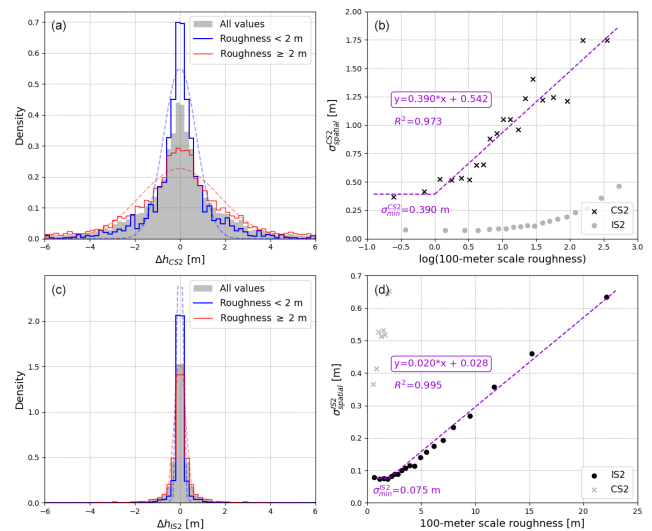 (a)
All values
Roughness < 2 m
Roughness ≥ 2 m
0.7
0.6
0.5
0.4
0.3
0.2
0.1
0.0
Density
−6 −4 −2 0 2 4 6
Δh_CS2 [m]
(b)
2.00
1.75
1.50
1.25
1.00
0.75
0.50
0.25
0.00
σ^CS2_spatial [m]
y=0.390*x + 0.542
R²=0.973
σ^CS2_min=0.390 m
CS2
IS2
−1.0 −0.5 0.0 0.5 1.0 1.5 2.0 2.5 3.0
log(100-meter scale roughness)
(c)
All values
Roughness < 2 m
Roughness ≥ 2 m
2.0
1.5
1.0
0.5
0.0
Density
−6 −4 −2 0 2 4 6
Δh_IS2 [m]
(d)
0.7
0.6
0.5
0.4
0.3
0.2
0.1
0.0
σ^IS2_spatial [m]
y=0.020*x + 0.028
R²=0.995
σ^IS2_min=0.075 m
IS2
CS2
0 5 10 15 20 25
100-meter scale roughness [m]